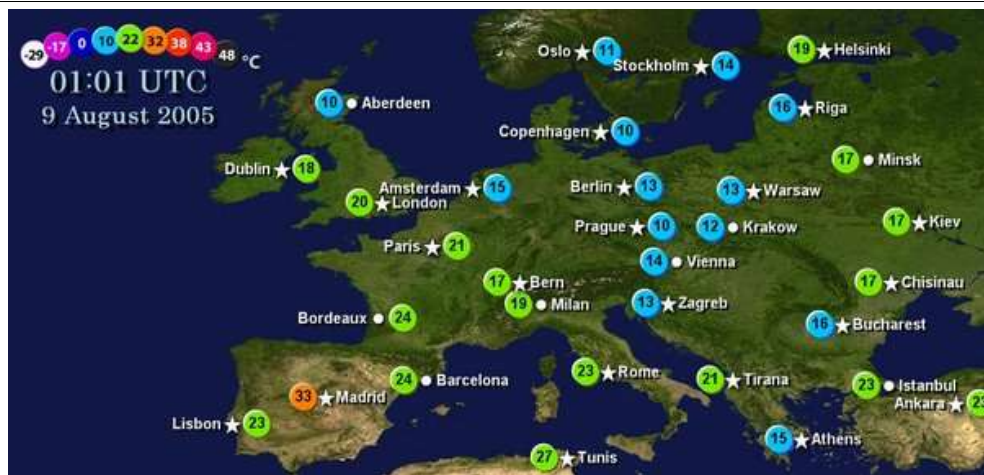 -29 -17 0 10 22 32 38 43 48 °C
01:01 UTC
9 August 2005
Oslo 11
19 Helsinki
Stockholm 14
10 Aberdeen
16 Riga
Copenhagen 10
17 Minsk
Dublin 18
Amsterdam 15
Berlin 13
13 Warsaw
20 London
Prague 10
12 Krakow
17 Kiev
Paris 21
14 Vienna
17 Bern
17 Chisinau
19 Milan
13 Zagreb
Bordeaux 24
16 Bucharest
23 Rome
24 Barcelona
21 Tirana
23 Istanbul
33 Madrid
Ankara 23
Lisbon 23
15 Athens
27 Tunis